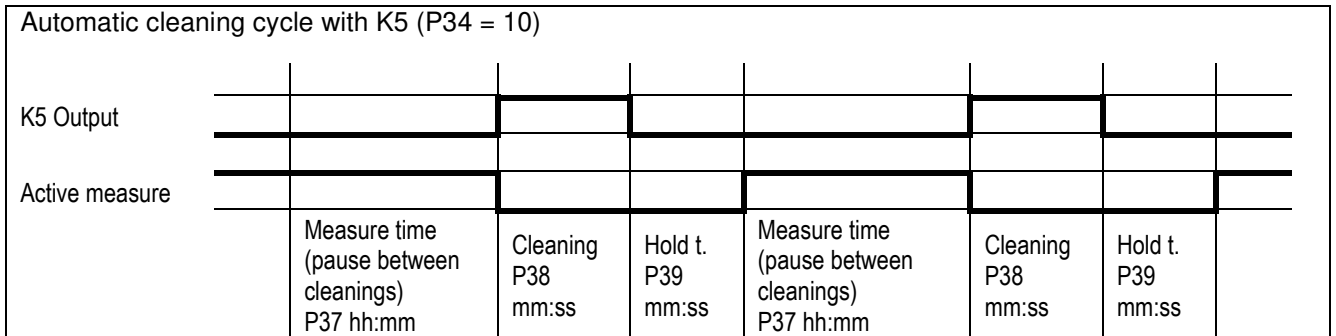 Automatic cleaning cycle with K5 (P34 = 10)
K5 Output
Active measure
Measure time
(pause between
cleanings)
P37 hh:mm
Cleaning
P38
mm:ss
Hold t.
P39
mm:ss
Measure time
(pause between
cleanings)
P37 hh:mm
Cleaning
P38
mm:ss
Hold t.
P39
mm:ss